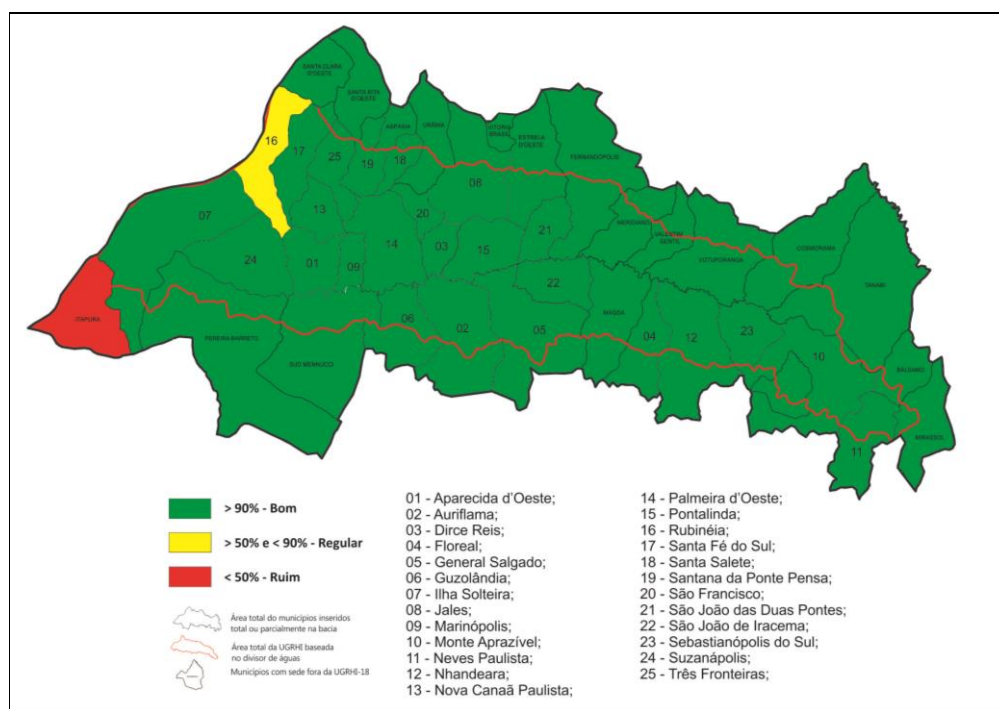 SANTA CLARA
D'OESTE
SANTA RITA
D'OESTE
ASPÁSIA
URÂNIA
VITÓRIA
BRASIL
ESTRELA
D'OESTE
FERNANDÓPOLIS
16
17
25
19
18
08
07
13
20
MERIDIANO
VALENTIM
GENTIL
COSMORAMA
24
01
09
14
03
15
21
VOTUPORANGA
TANABI
22
ITAPURA
PEREIRA BARRETO
SUD MENNUCCI
06
02
05
MAGDA
04
12
23
10
BÁLSAMO
MIRASSOL
11
> 90% - Bom
> 50% e < 90% - Regular
< 50% - Ruim
Área total do municípios inseridos
total ou parcialmente na bacia
Área total da UGRHI baseada
no divisor de águas
Municípios com sede fora da UGRHI-18
01 - Aparecida d'Oeste;
02 - Auriflama;
03 - Dirce Reis;
04 - Floreal;
05 - General Salgado;
06 - Guzolândia;
07 - Ilha Solteira;
08 - Jales;
09 - Marinópolis;
10 - Monte Aprazível;
11 - Neves Paulista;
12 - Nhandeara;
13 - Nova Canaã Paulista;
14 - Palmeira d'Oeste;
15 - Pontalinda;
16 - Rubinéia;
17 - Santa Fé do Sul;
18 - Santa Salete;
19 - Santana da Ponte Pensa;
20 - São Francisco;
21 - São João das Duas Pontes;
22 - São João de Iracema;
23 - Sebastianópolis do Sul;
24 - Suzanápolis;
25 - Três Fronteiras;